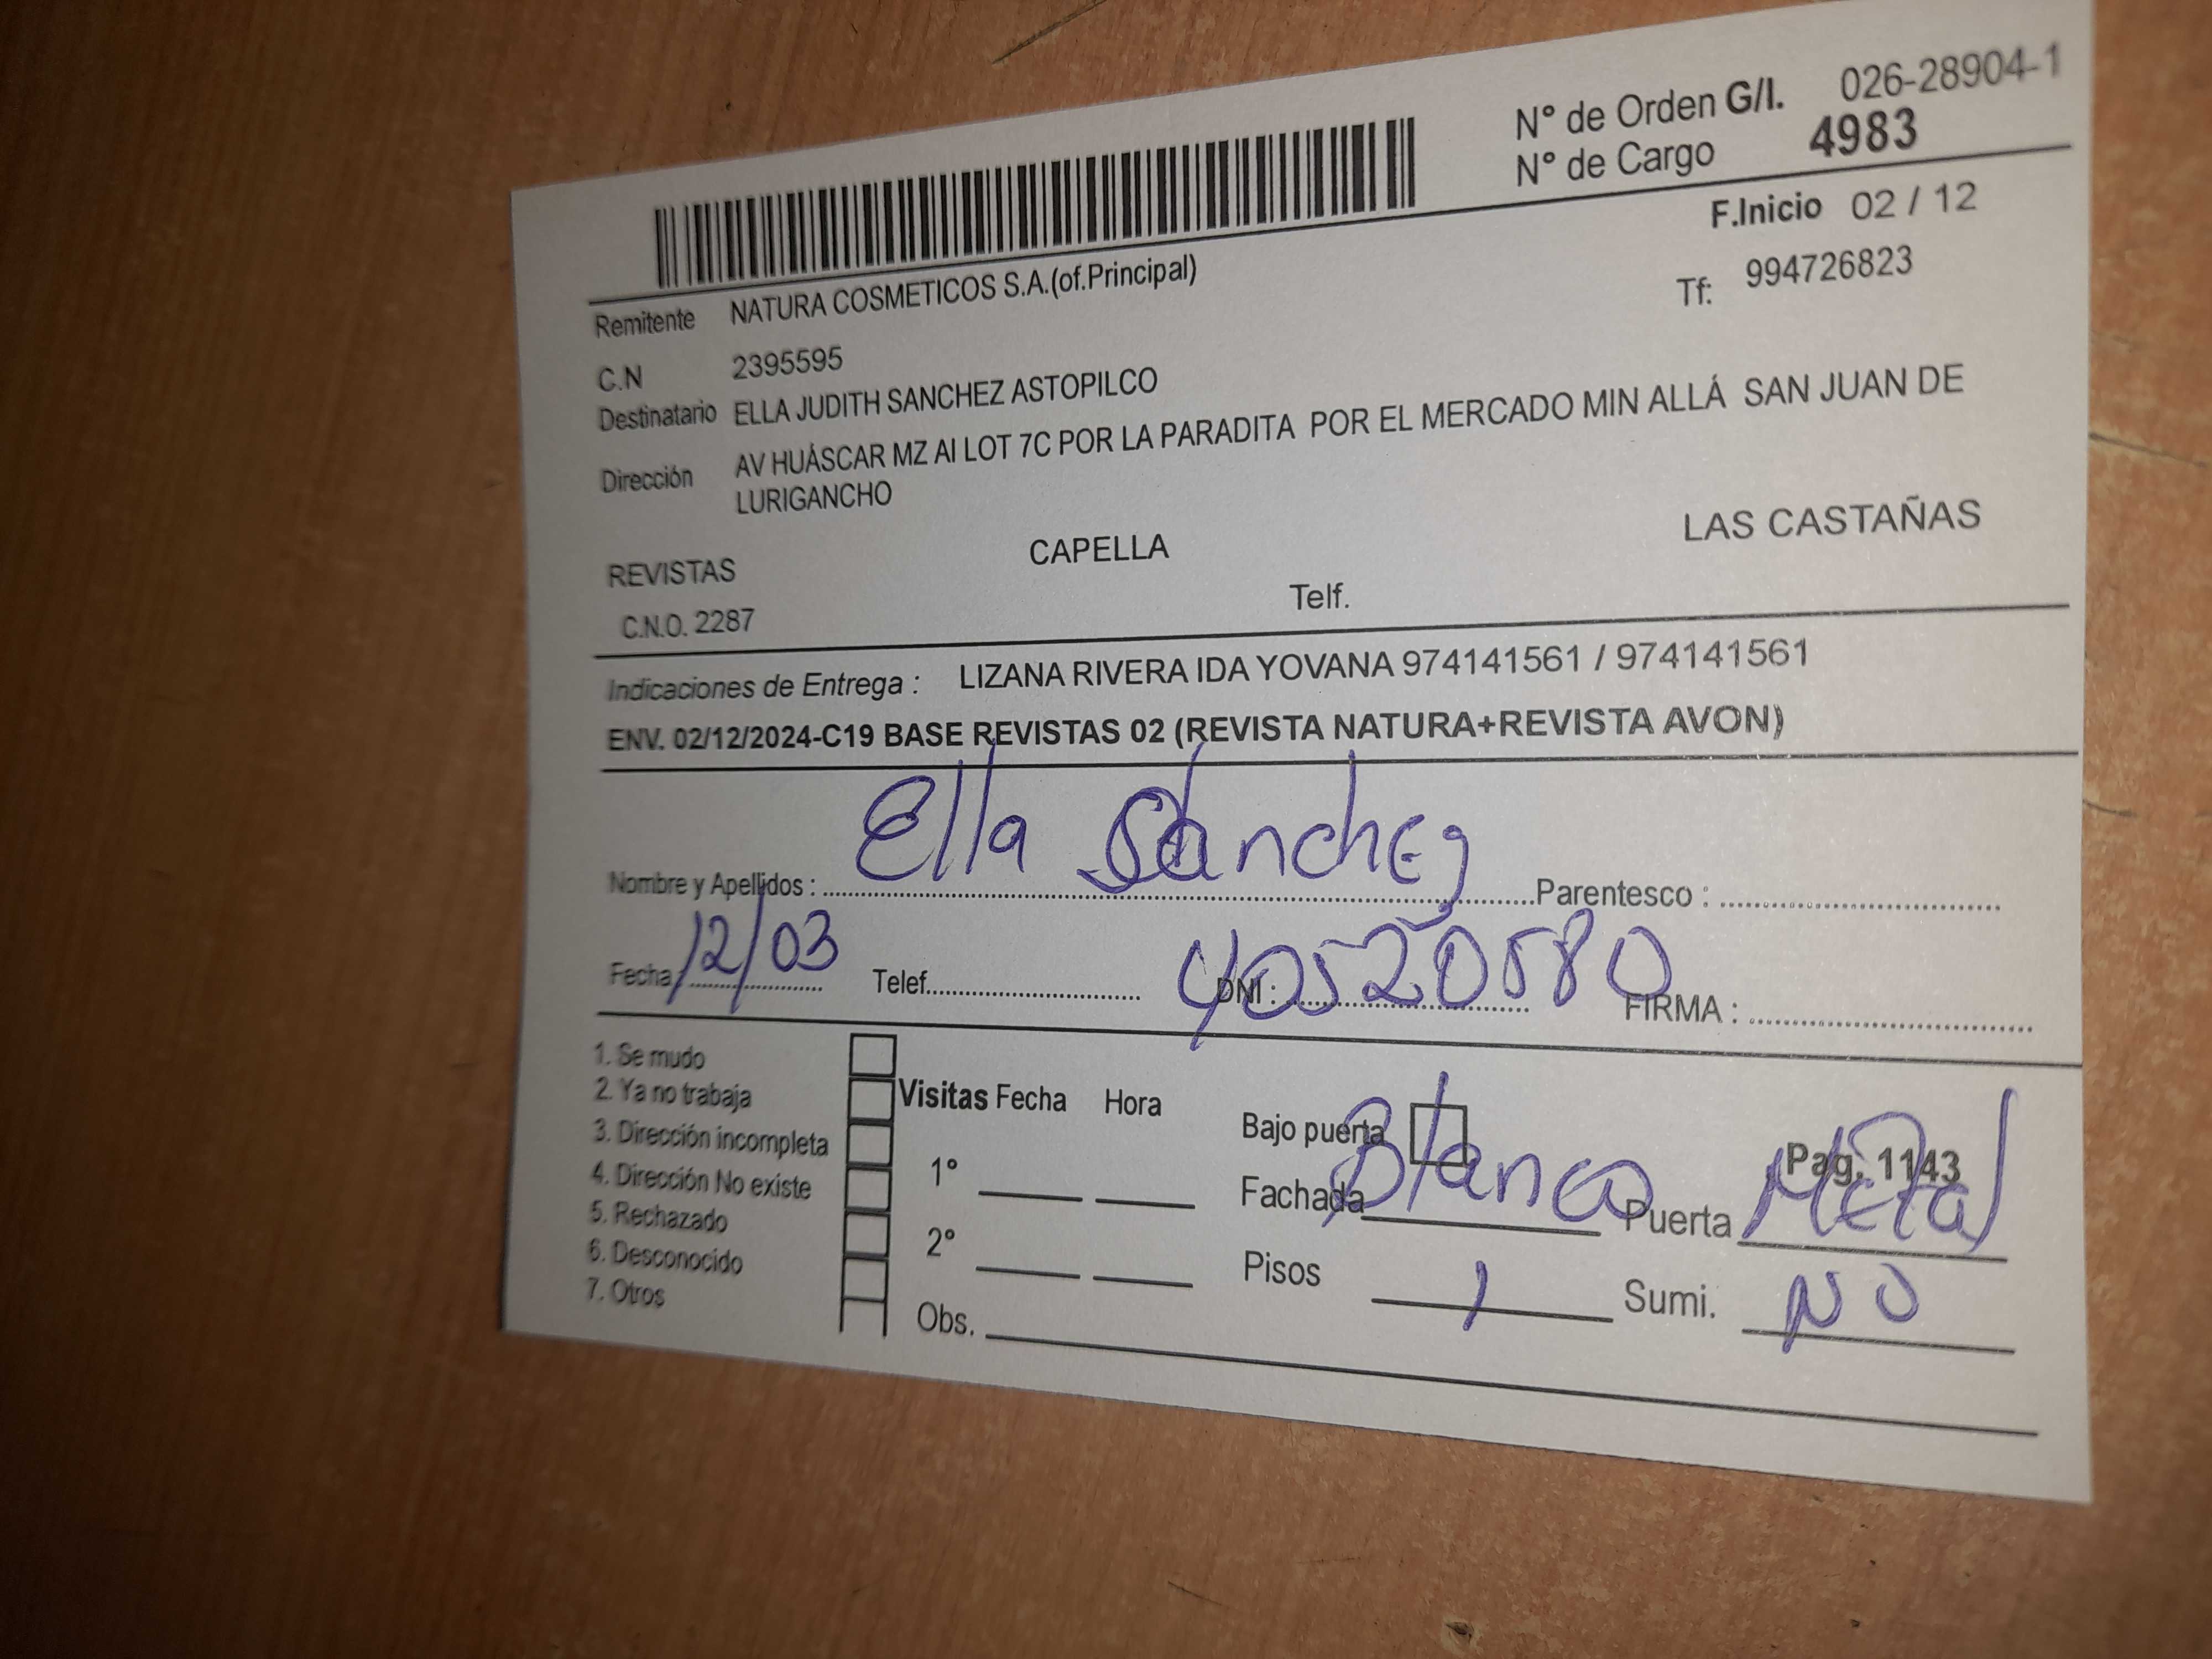 N° de Orden G/I. 026-28904-1
N° de Cargo 4983
F.Inicio 02 / 12
Remitente NATURA COSMETICOS S.A.(of.Principal)
Tf: 994726823
C.N 2395595
Destinatario ELLA JUDITH SANCHEZ ASTOPILCO
Dirección AV HUÁSCAR MZ AI LOT 7C POR LA PARADITA POR EL MERCADO MIN ALLÁ SAN JUAN DE
LURIGANCHO
REVISTAS CAPELLA LAS CASTAÑAS
C.N.O. 2287 Telf.
Indicaciones de Entrega : LIZANA RIVERA IDA YOVANA 974141561 / 974141561
ENV. 02/12/2024-C19 BASE REVISTAS 02 (REVISTA NATURA+REVISTA AVON)
Nombre y Apellidos : Ella Sánchez Parentesco :
Fecha 12/03 Telef. DNI : 40520580 FIRMA :
1. Se mudo
2. Ya no trabaja
3. Dirección incompleta
4. Dirección No existe
5. Rechazado
6. Desconocido
7. Otros
Visitas Fecha Hora
1°
2°
Obs.
Bajo puerta Pag. 1143
Fachada Blanco Puerta Metal
Pisos 1 Sumi. NO